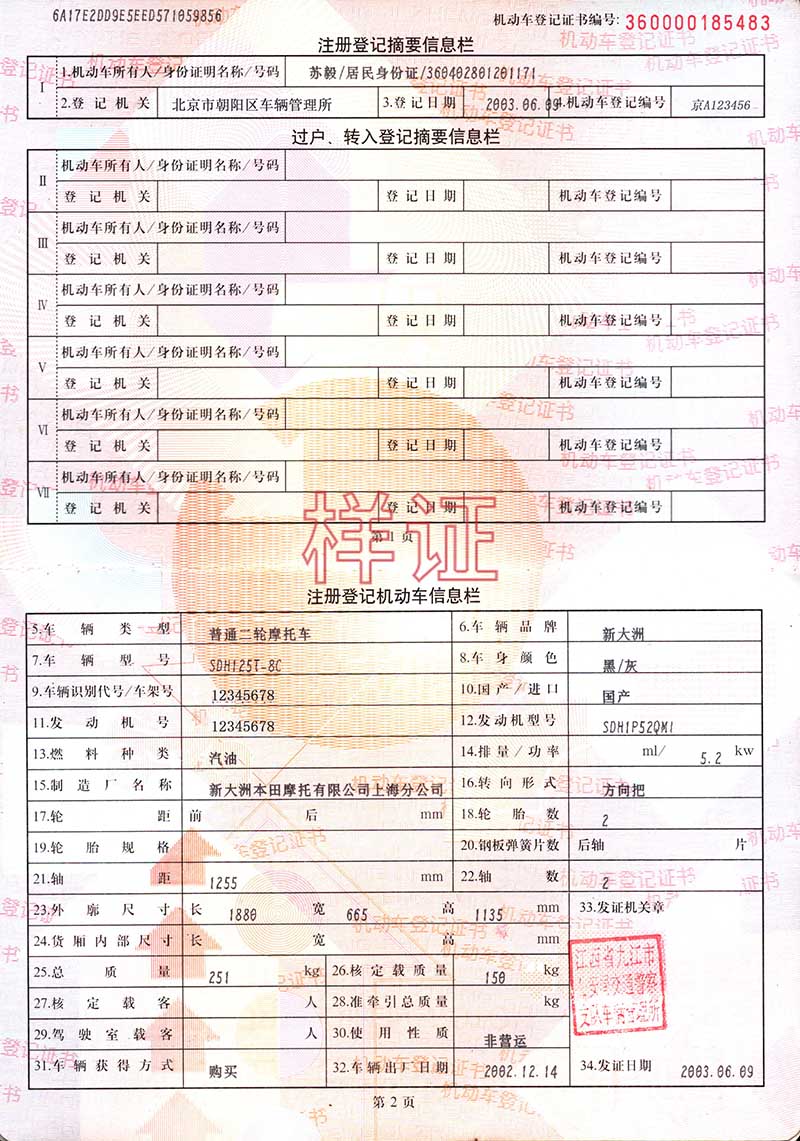 6A17E2DD9E5EED571059856
机动车登记证书编号: 360000185483
注册登记摘要信息栏
I 1.机动车所有人/身份证明名称/号码 苏毅/居民身份证/360402801201171
2.登记机关 北京市朝阳区车辆管理所 3.登记日期 2003.06.09 4.机动车登记编号 京A123456
过户、转入登记摘要信息栏
II 机动车所有人/身份证明名称/号码
登记机关 登记日期 机动车登记编号
III 机动车所有人/身份证明名称/号码
登记机关 登记日期 机动车登记编号
IV 机动车所有人/身份证明名称/号码
登记机关 登记日期 机动车登记编号
V 机动车所有人/身份证明名称/号码
登记机关 登记日期 机动车登记编号
VI 机动车所有人/身份证明名称/号码
登记机关 登记日期 机动车登记编号
VII 机动车所有人/身份证明名称/号码
登记机关 登记日期 机动车登记编号
样证
第1页
注册登记机动车信息栏
5.车辆类型 普通二轮摩托车 6.车辆品牌 新大洲
7.车辆型号 SDH125T-8C 8.车身颜色 黑/灰
9.车辆识别代号/车架号 12345678 10.国产/进口 国产
11.发动机号 12345678 12.发动机型号 SDH1P52QMI
13.燃料种类 汽油 14.排量/功率 ml/ 5.2 kw
15.制造厂名称 新大洲本田摩托有限公司上海分公司 16.转向形式 方向把
17.轮距 前 后 mm 18.轮胎数 2
19.轮胎规格 20.钢板弹簧片数 后轴 片
21.轴距 1255 mm 22.轴数 2
23.外廓尺寸 长 1880 宽 665 高 1135 mm 33.发证机关章
24.货厢内部尺寸 长 宽 高 mm
25.总质量 251 kg 26.核定载质量 150 kg
27.核定载客 人 28.准牵引总质量 kg
29.驾驶室载客 人 30.使用性质 非营运
31.车辆获得方式 购买 32.车辆出厂日期 2002.12.14 34.发证日期 2003.06.09
江西省九江市
交通警察
支队车辆管理所
第2页